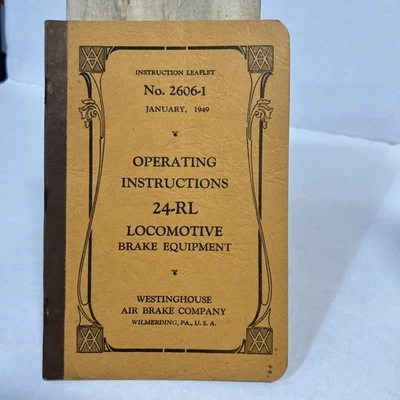 INSTRUCTION LEAFLET
No. 2606-1
JANUARY, 1949
OPERATING
INSTRUCTIONS
24-RL
LOCOMOTIVE
BRAKE EQUIPMENT
WESTINGHOUSE
AIR BRAKE COMPANY
WILMERDING, PA., U. S. A.